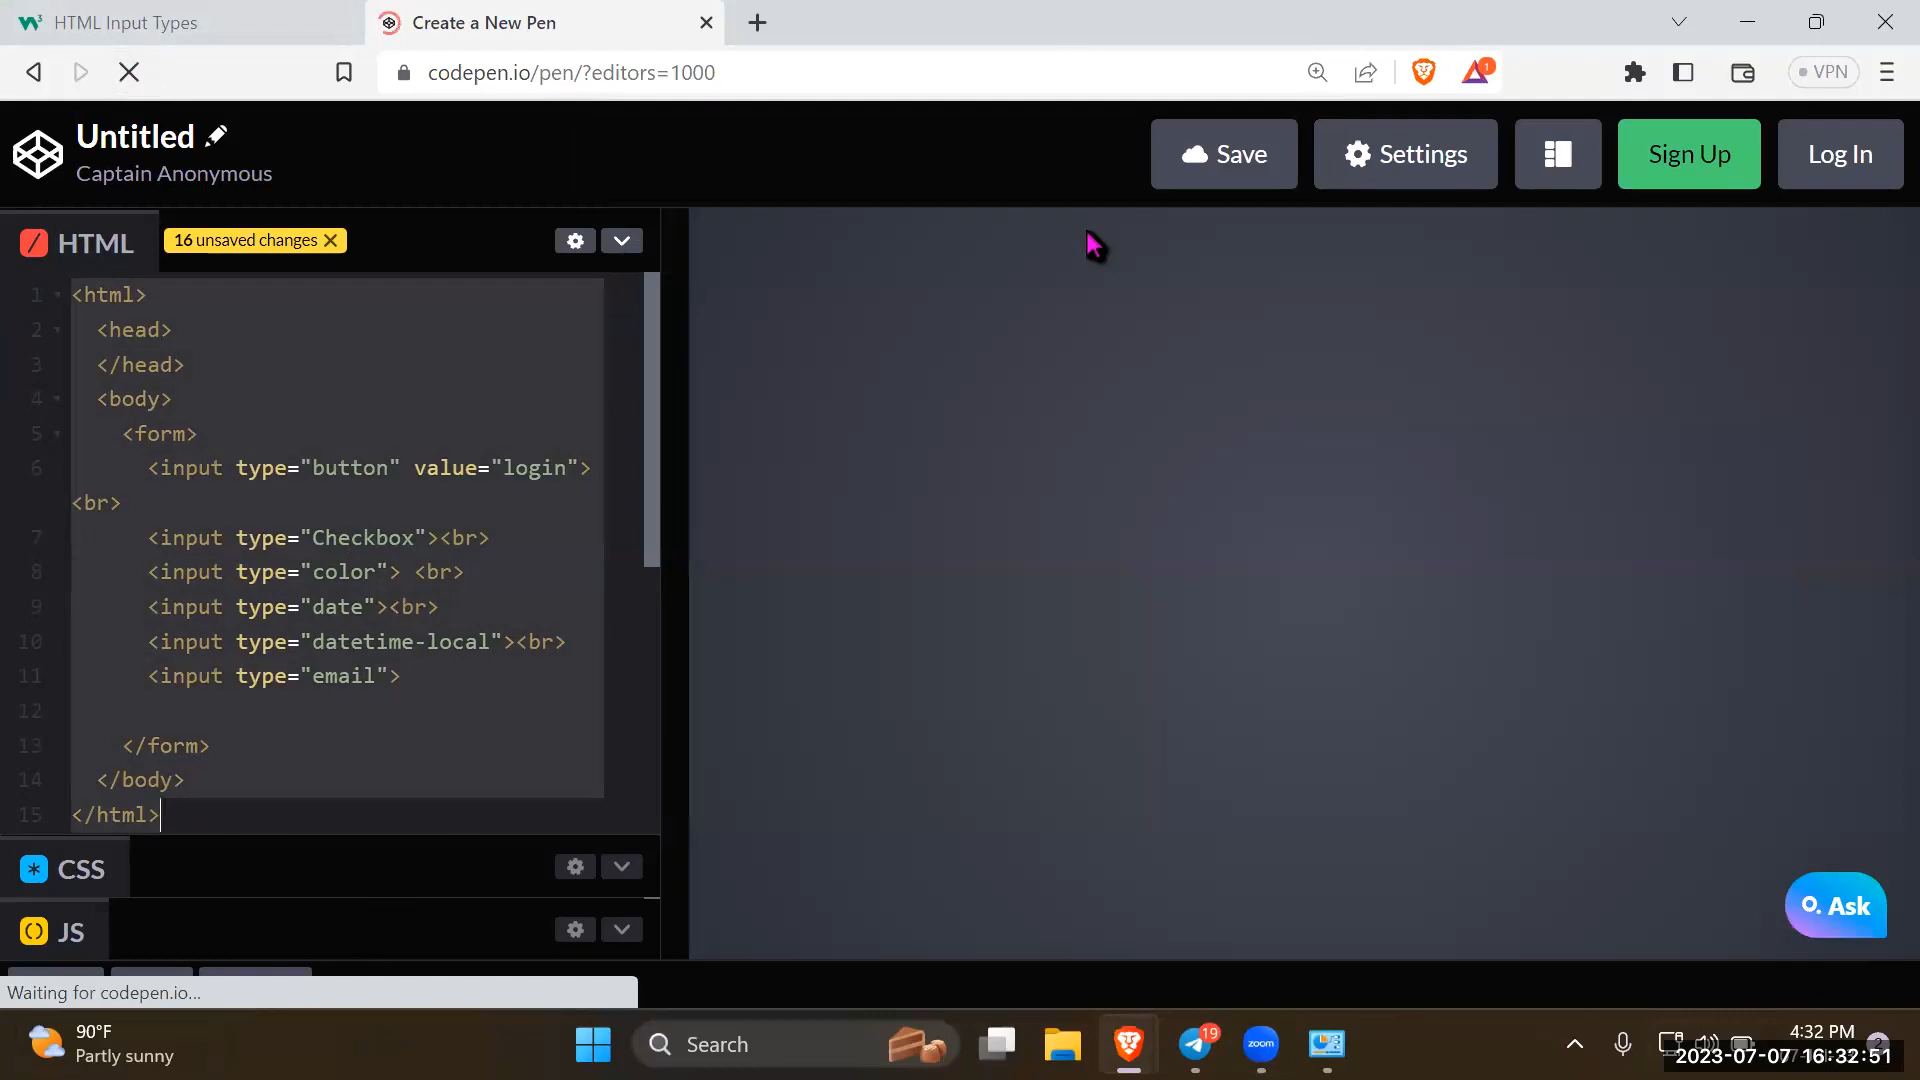 HTML Input Types
Create a New Pen
codepen.io/pen/?editors=1000
1
VPN
Untitled
Captain Anonymous
Save
Settings
Sign Up
Log In
HTML
16 unsaved changes
1 <html>
2 <head>
3 </head>
4 <body>
5 <form>
6 <input type="button" value="login">
<br>
7 <input type="Checkbox"><br>
8 <input type="color"> <br>
9 <input type="date"><br>
10 <input type="datetime-local"><br>
11 <input type="email">
12
13 </form>
14 </body>
15 </html>
CSS
JS
Ask
Waiting for codepen.io...
90°F
Partly sunny
Search
19
zoom
4:32 PM
2
2023-07-07 16:32:51